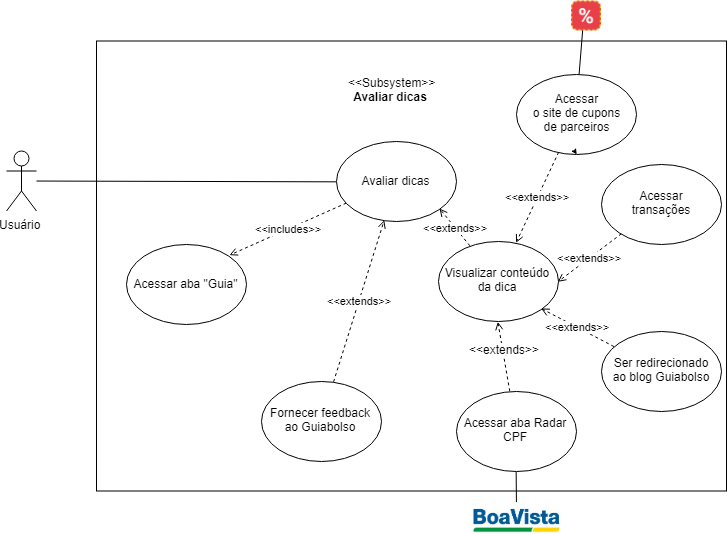 %
<<Subsystem>>
Avaliar dicas
Acessar
o site de cupons
de parceiros
Avaliar dicas
Usuário
<<includes>>
<<extends>>
<<extends>>
Acessar
transações
<<extends>>
Acessar aba "Guia"
Visualizar conteúdo
da dica
<<extends>>
<<extends>>
<<extends>>
Ser redirecionado
ao blog Guiabolso
Fornecer feedback
ao Guiabolso
Acessar aba Radar
CPF
BoaVista